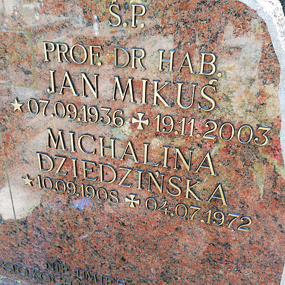 Ś.P.
PROF. DR HAB.
JAN MIKUŚ
07.09.1936 19.11.2003
MICHALINA
DZIEDZIŃSKA
10.09.1908 04.07.1972